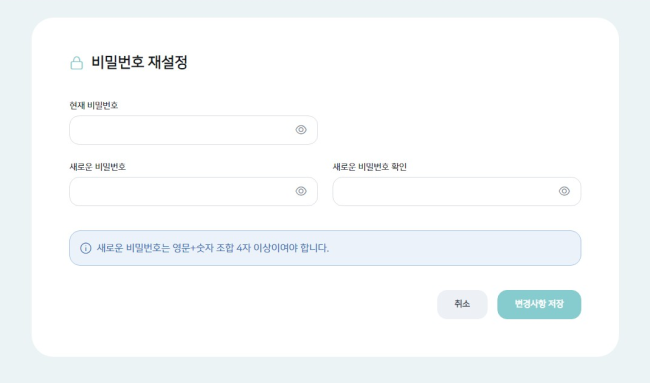 비밀번호 재설정
현재 비밀번호
새로운 비밀번호
새로운 비밀번호 확인
새로운 비밀번호는 영문+숫자 조합 4자 이상이여야 합니다.
취소
변경사항 저장